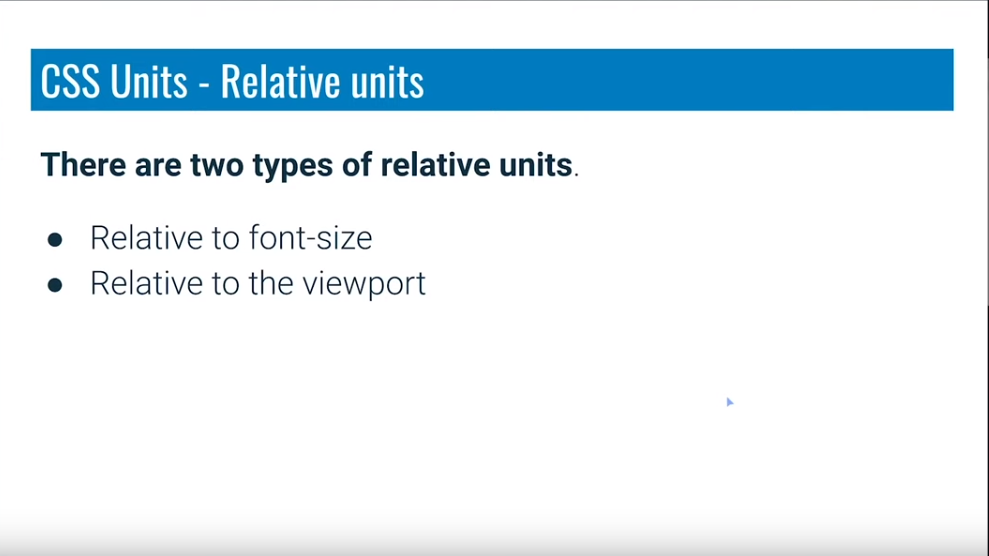 CSS Units - Relative units
There are two types of relative units.
● Relative to font-size
● Relative to the viewport